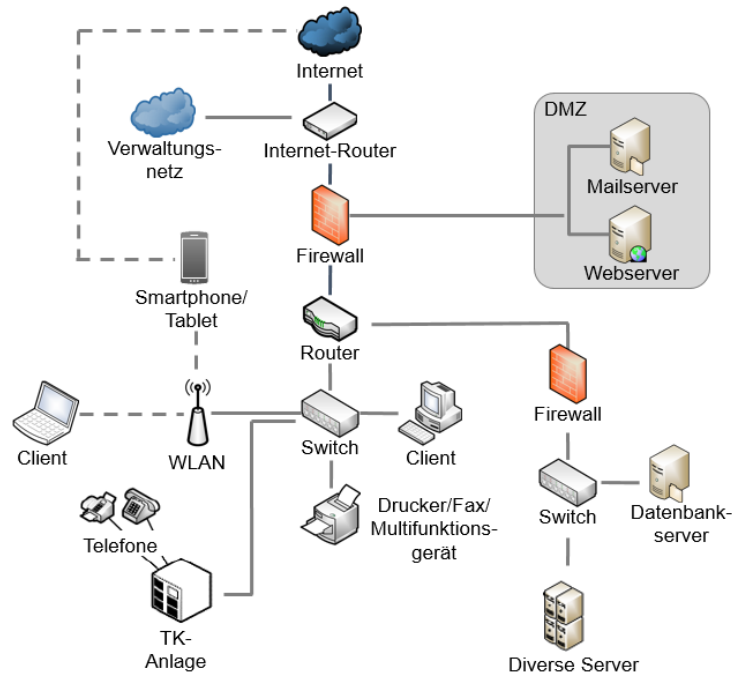 Internet
DMZ
Verwaltungs-
netz
Internet-Router
Mailserver
Firewall
Webserver
Smartphone/
Tablet
Router
Firewall
Client
WLAN
Switch
Client
Drucker/Fax/
Multifunktions-
gerät
Switch
Datenbank-
server
Telefone
TK-
Anlage
Diverse Server